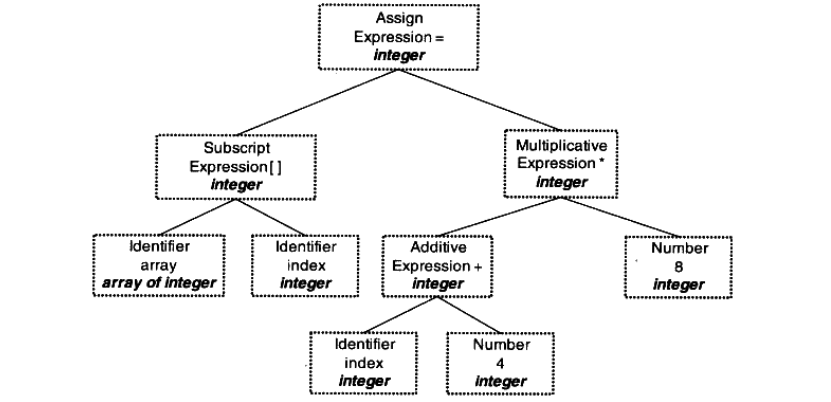 Assign
Expression =
integer
Subscript
Expression[ ]
integer
Multiplicative
Expression *
integer
Identifier
array
array of integer
Identifier
index
integer
Additive
Expression +
integer
Number
8
integer
Identifier
index
integer
Number
4
integer